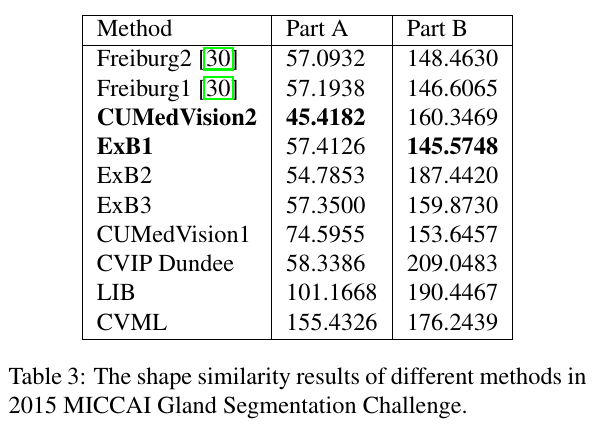 Method Part A Part B
Freiburg2 [30] 57.0932 148.4630
Freiburg1 [30] 57.1938 146.6065
CUMedVision2 45.4182 160.3469
ExB1 57.4126 145.5748
ExB2 54.7853 187.4420
ExB3 57.3500 159.8730
CUMedVision1 74.5955 153.6457
CVIP Dundee 58.3386 209.0483
LIB 101.1668 190.4467
CVML 155.4326 176.2439
Table 3: The shape similarity results of different methods in
2015 MICCAI Gland Segmentation Challenge.